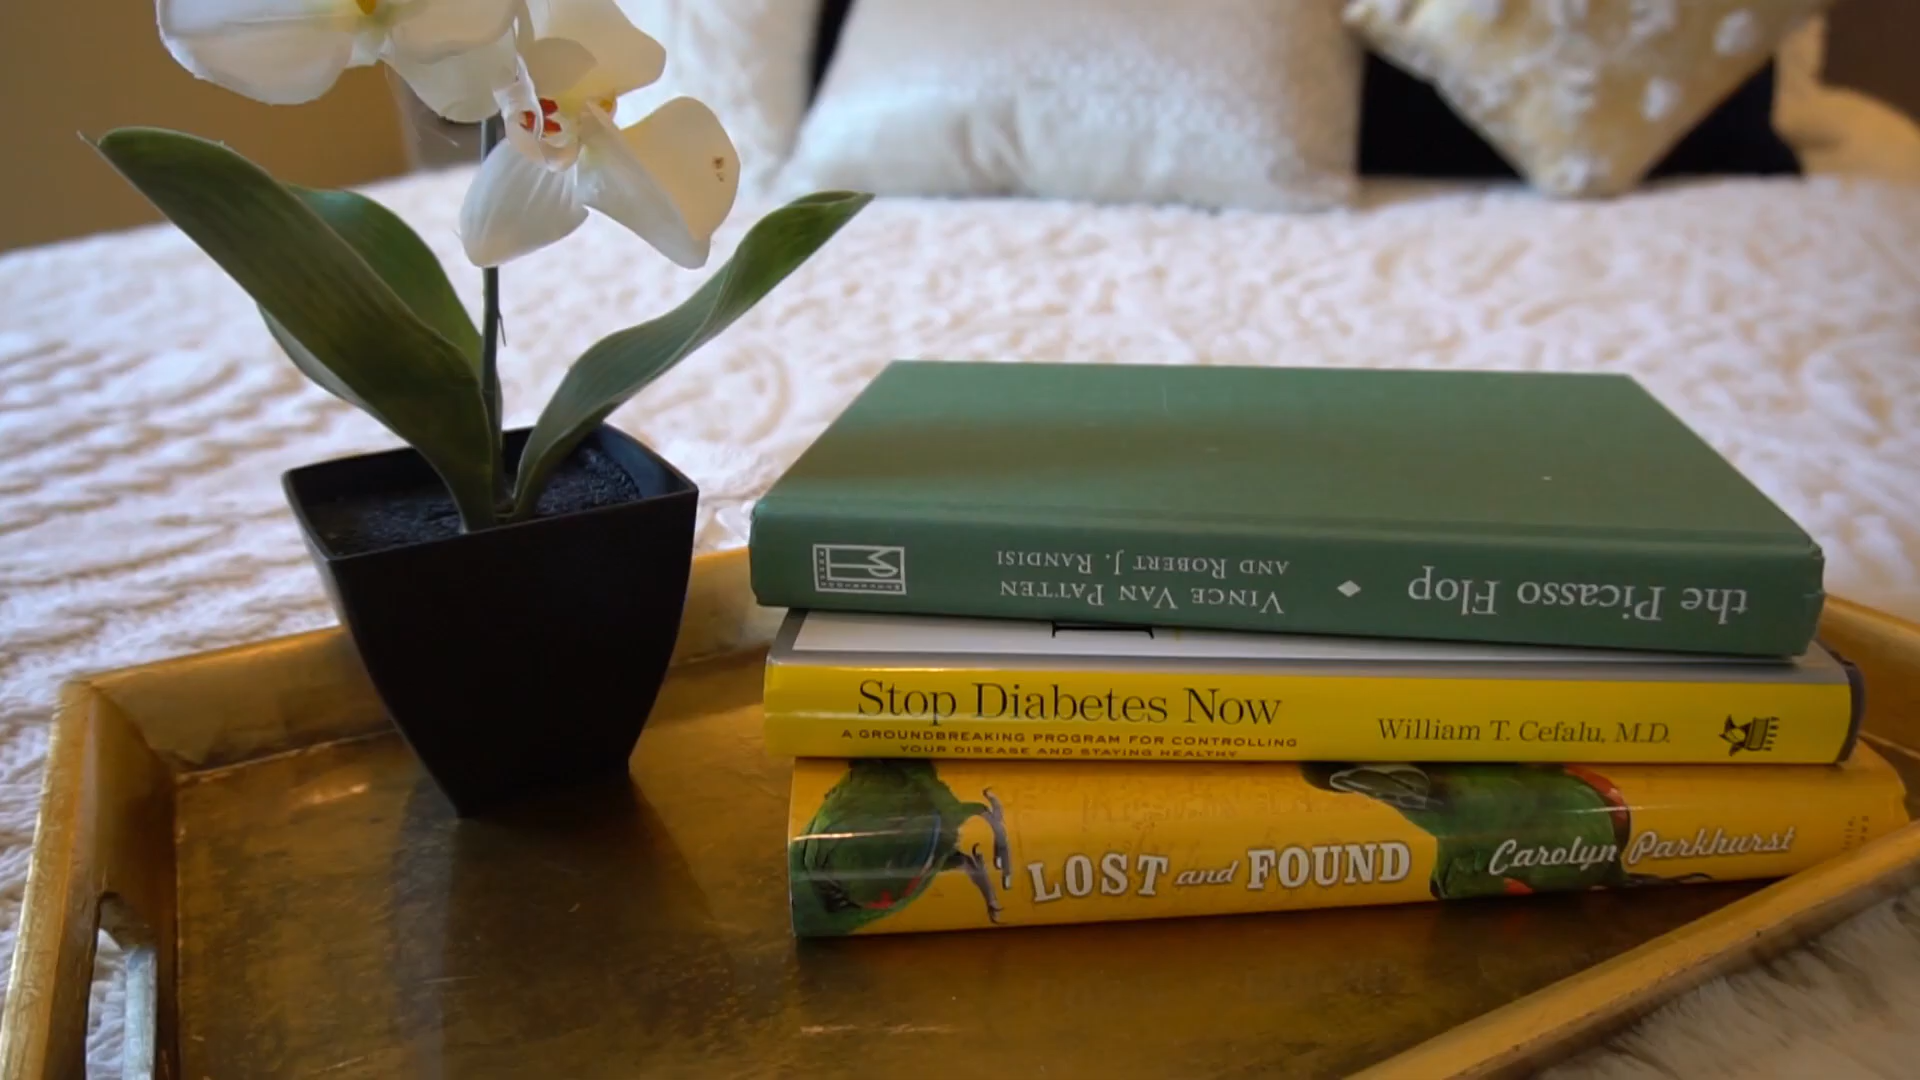 the Picasso Flop
VINCE VAN PATTEN
AND ROBERT J. RANDISI
Stop Diabetes Now
A GROUNDBREAKING PROGRAM FOR CONTROLLING
YOUR DISEASE AND STAYING HEALTHY
William T. Cefalu, M.D.
LOST and FOUND
Carolyn Parkhurst